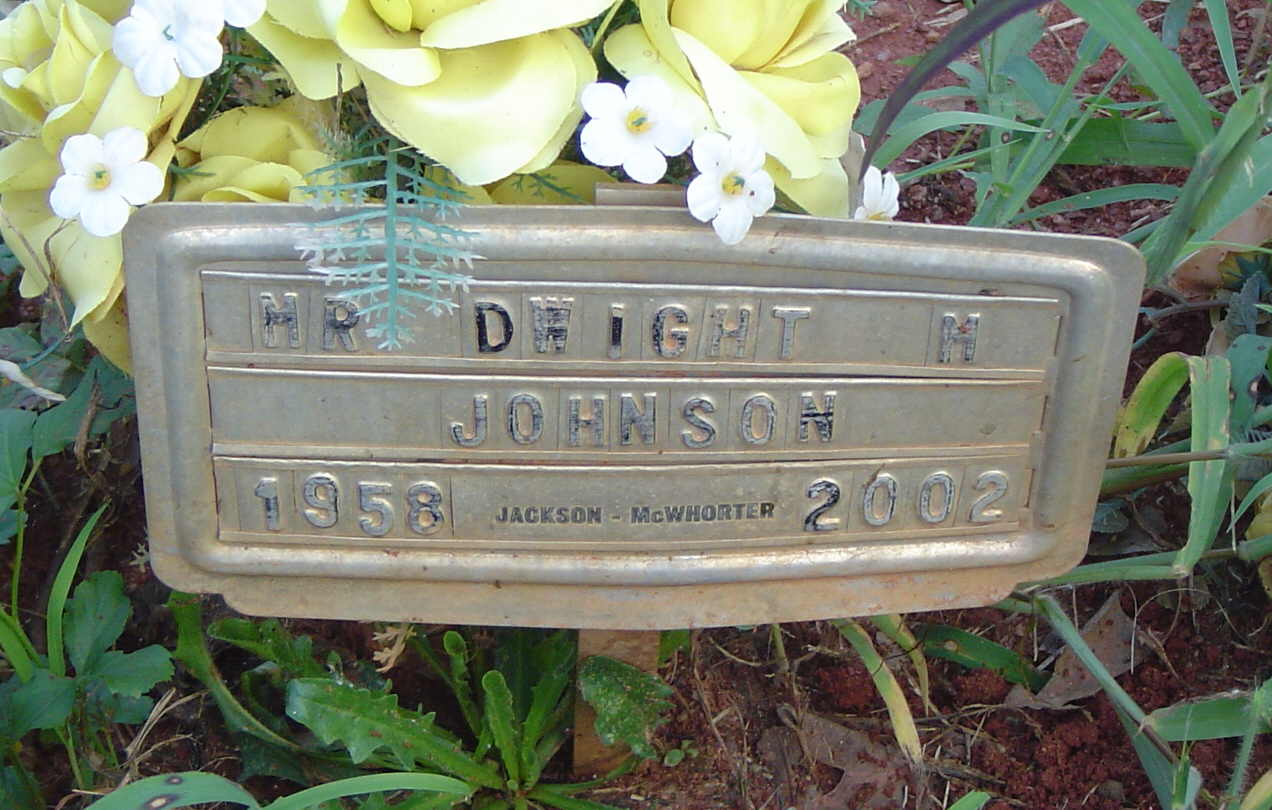 MR DWIGHT M
JOHNSON
1958 JACKSON - McWHORTER 2002